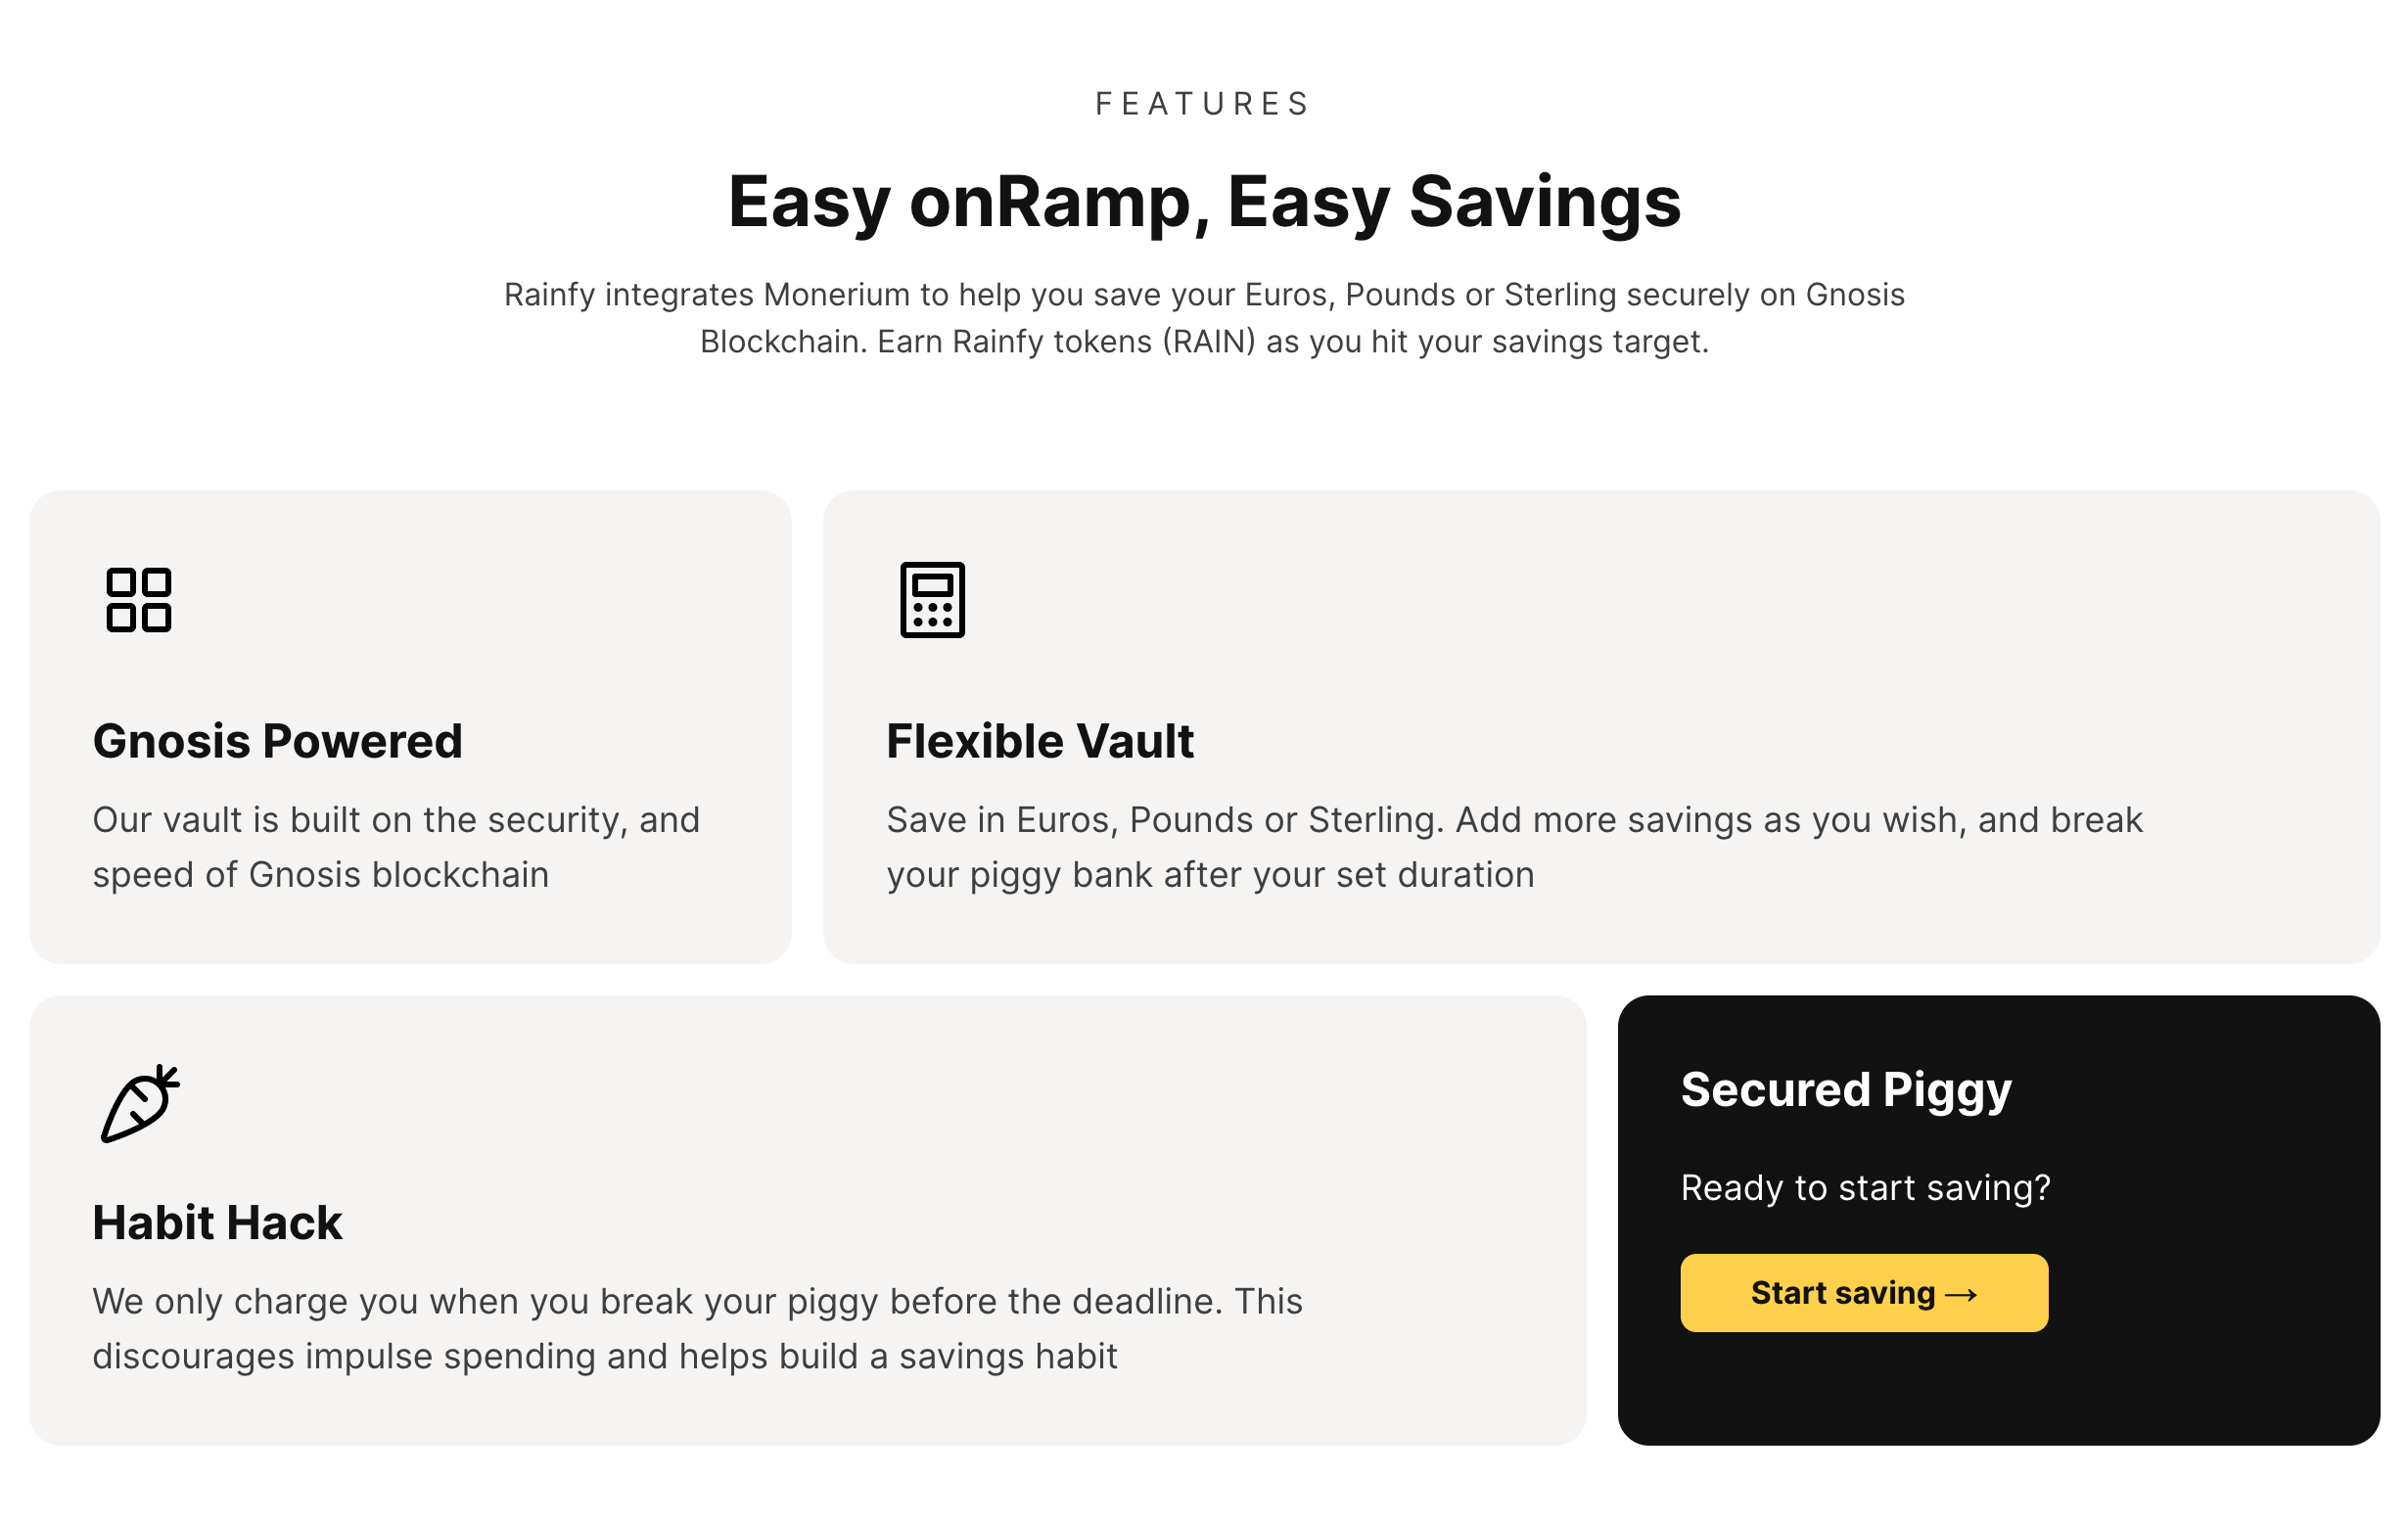 FEATURES
Easy onRamp, Easy Savings
Rainfy integrates Monerium to help you save your Euros, Pounds or Sterling securely on Gnosis
Blockchain. Earn Rainfy tokens (RAIN) as you hit your savings target.
Gnosis Powered
Our vault is built on the security, and
speed of Gnosis blockchain
Flexible Vault
Save in Euros, Pounds or Sterling. Add more savings as you wish, and break
your piggy bank after your set duration
Habit Hack
We only charge you when you break your piggy before the deadline. This
discourages impulse spending and helps build a savings habit
Secured Piggy
Ready to start saving?
Start saving →